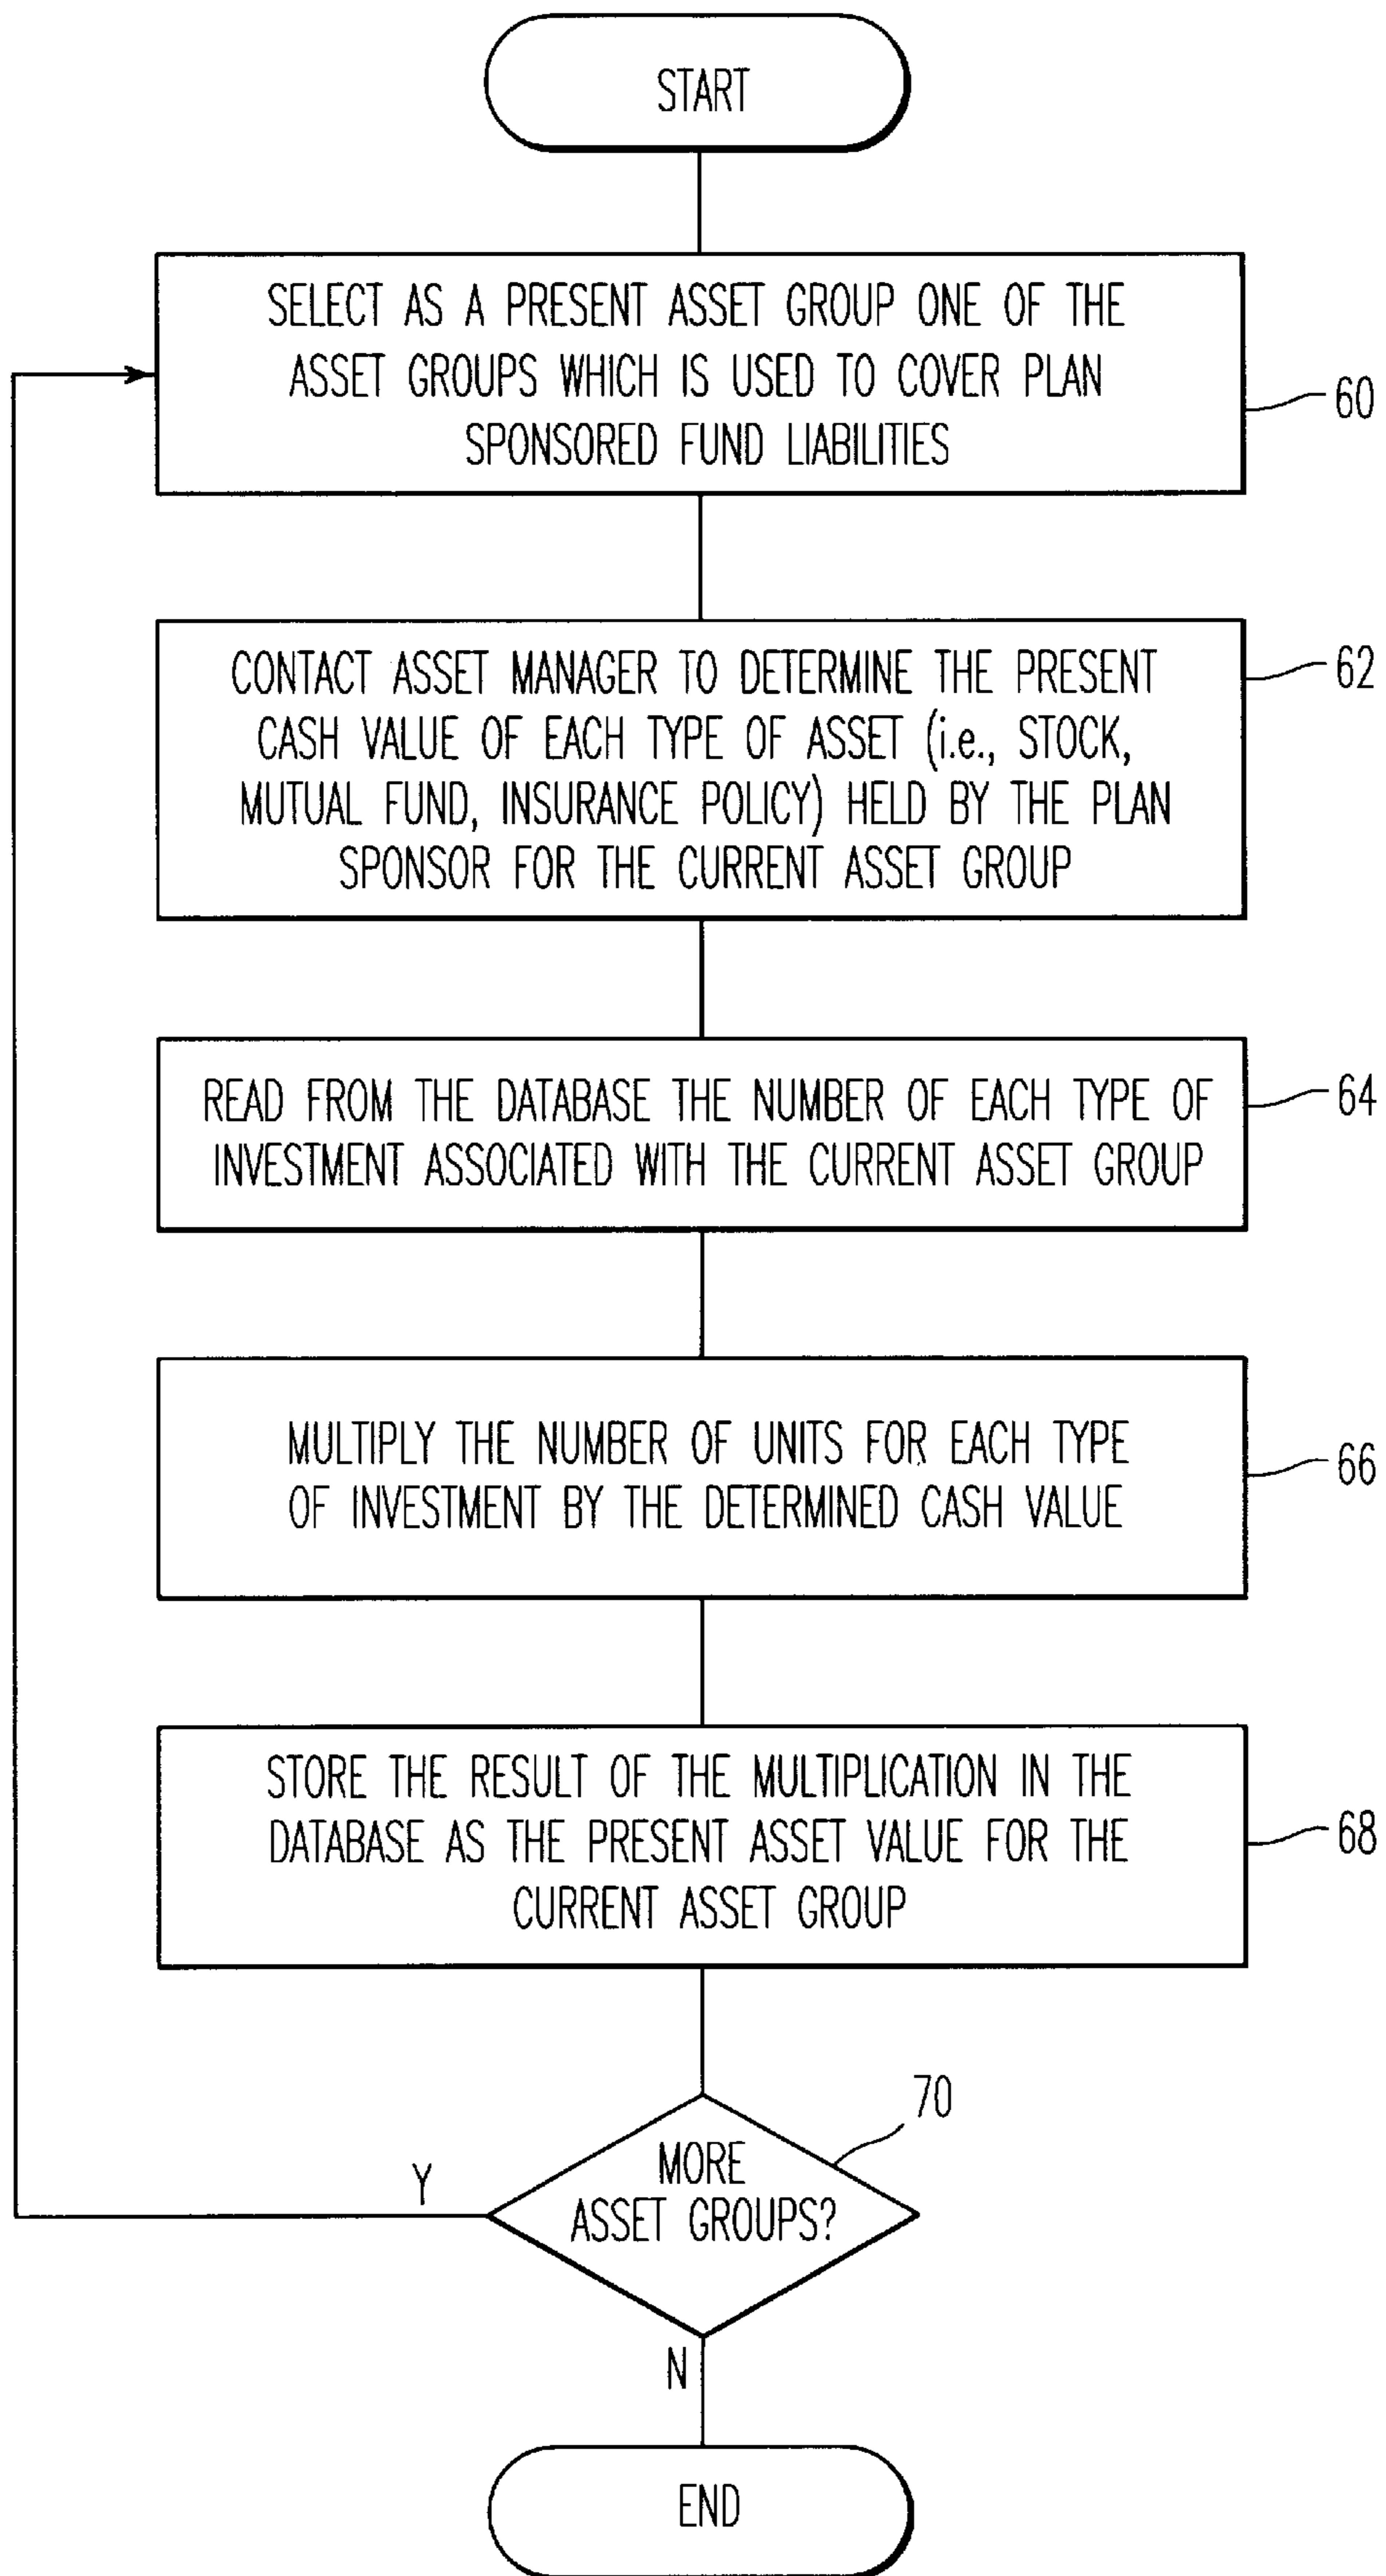 START
SELECT AS A PRESENT ASSET GROUP ONE OF THE
ASSET GROUPS WHICH IS USED TO COVER PLAN
SPONSORED FUND LIABILITIES
60
CONTACT ASSET MANAGER TO DETERMINE THE PRESENT
CASH VALUE OF EACH TYPE OF ASSET (i.e., STOCK,
MUTUAL FUND, INSURANCE POLICY) HELD BY THE PLAN
SPONSOR FOR THE CURRENT ASSET GROUP
62
READ FROM THE DATABASE THE NUMBER OF EACH TYPE OF
INVESTMENT ASSOCIATED WITH THE CURRENT ASSET GROUP
64
MULTIPLY THE NUMBER OF UNITS FOR EACH TYPE
OF INVESTMENT BY THE DETERMINED CASH VALUE
66
STORE THE RESULT OF THE MULTIPLICATION IN THE
DATABASE AS THE PRESENT ASSET VALUE FOR THE
CURRENT ASSET GROUP
68
70
MORE
ASSET GROUPS?
Y
N
END